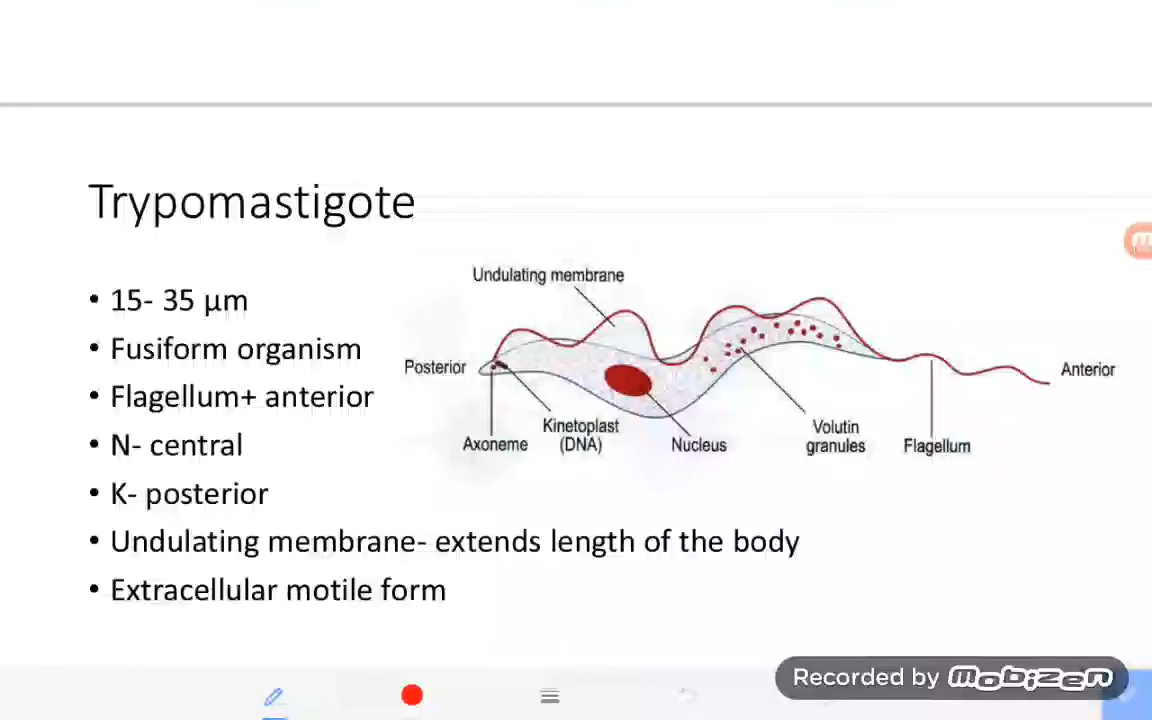 Trypomastigote
• 15- 35 µm
• Fusiform organism
• Flagellum+ anterior
• N- central
• K- posterior
• Undulating membrane- extends length of the body
• Extracellular motile form
Undulating membrane
Posterior
Anterior
Axoneme
Kinetoplast
(DNA)
Nucleus
Volutin
granules
Flagellum
Recorded by mobizen